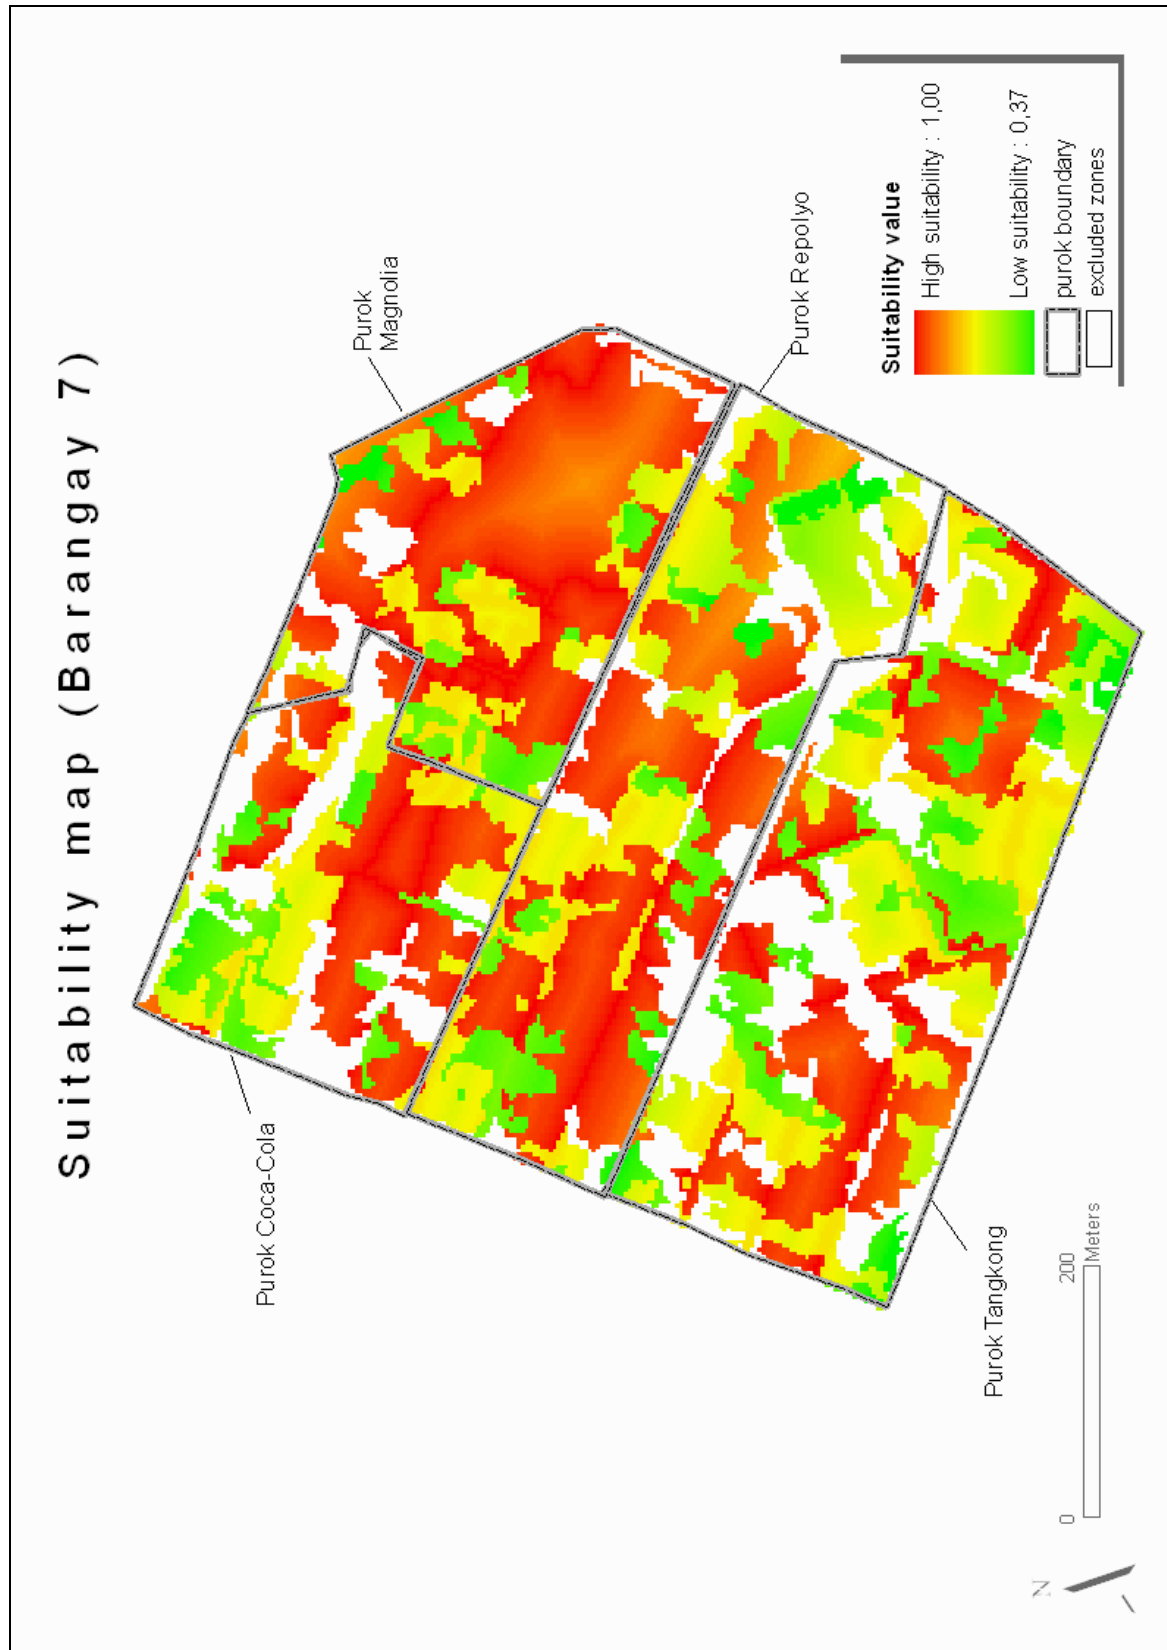 Suitability map (Barangay 7)
Purok
Magnolia
Purok Repolyo
Purok Coca-Cola
Purok Tangkong
Suitability value
High suitability : 1,00
Low suitability : 0,37
purok boundary
excluded zones
N
0
200
Meters